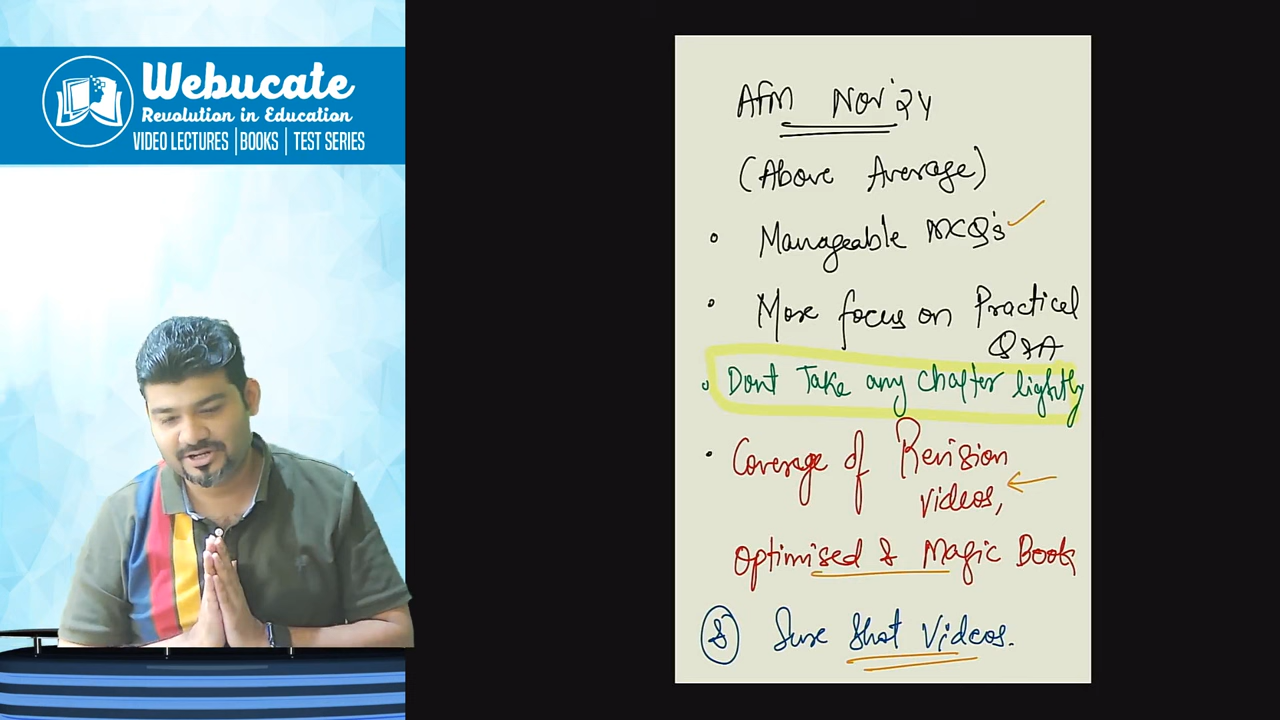 Webucate
Revolution in Education
VIDEO LECTURES | BOOKS | TEST SERIES
AFM Nov'24
(Above Average)
• Manageable MCQ's
• More focus on Practical
Q&A
• Dont Take any Chapter lightly
• Coverage of Revision
Videos,
Optimised & Magic Book
& Sure Shot Videos.